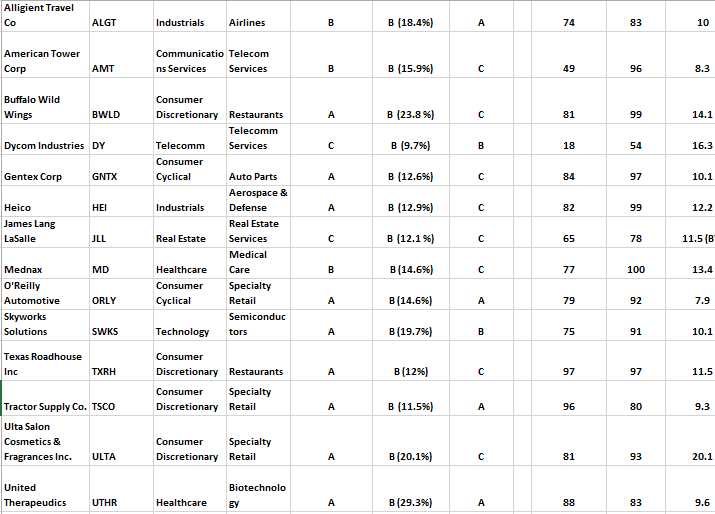 Alligient Travel
Co ALGT Industrials Airlines B B (18.4%) A 74 83 10
American Tower Communicatio Telecom
Corp AMT ns Services Services B B (15.9%) C 49 96 8.3
Buffalo Wild Consumer
Wings BWLD Discretionary Restaurants A B (23.8 %) C 81 99 14.1
Telecomm
Dycom Industries DY Telecomm Services C B (9.7%) B 18 54 16.3
Consumer
Gentex Corp GNTX Cyclical Auto Parts A B (12.6%) C 84 97 10.1
Aerospace &
Heico HEI Industrials Defense A B (12.9%) C 82 99 12.2
James Lang Real Estate
LaSalle JLL Real Estate Services C B (12.1 %) C 65 78 11.5 (B
Medical
Mednax MD Healthcare Care B B (14.6%) C 77 100 13.4
O'Reilly Consumer Specialty
Automotive ORLY Cyclical Retail A B (14.6%) A 79 92 7.9
Skyworks Semiconduc
Solutions SWKS Technology tors A B (19.7%) B 75 91 10.1
Texas Roadhouse Consumer
Inc TXRH Discretionary Restaurants A B (12%) C 97 97 11.5
Consumer Specialty
Tractor Supply Co. TSCO Discretionary Retail A B (11.5%) A 96 80 9.3
Ulta Salon
Cosmetics & Consumer Specialty
Fragrances Inc. ULTA Discretionary Retail A B (20.1%) C 81 93 20.1
United Biotechnolo
Therapeudics UTHR Healthcare gy A B (29.3%) A 88 83 9.6